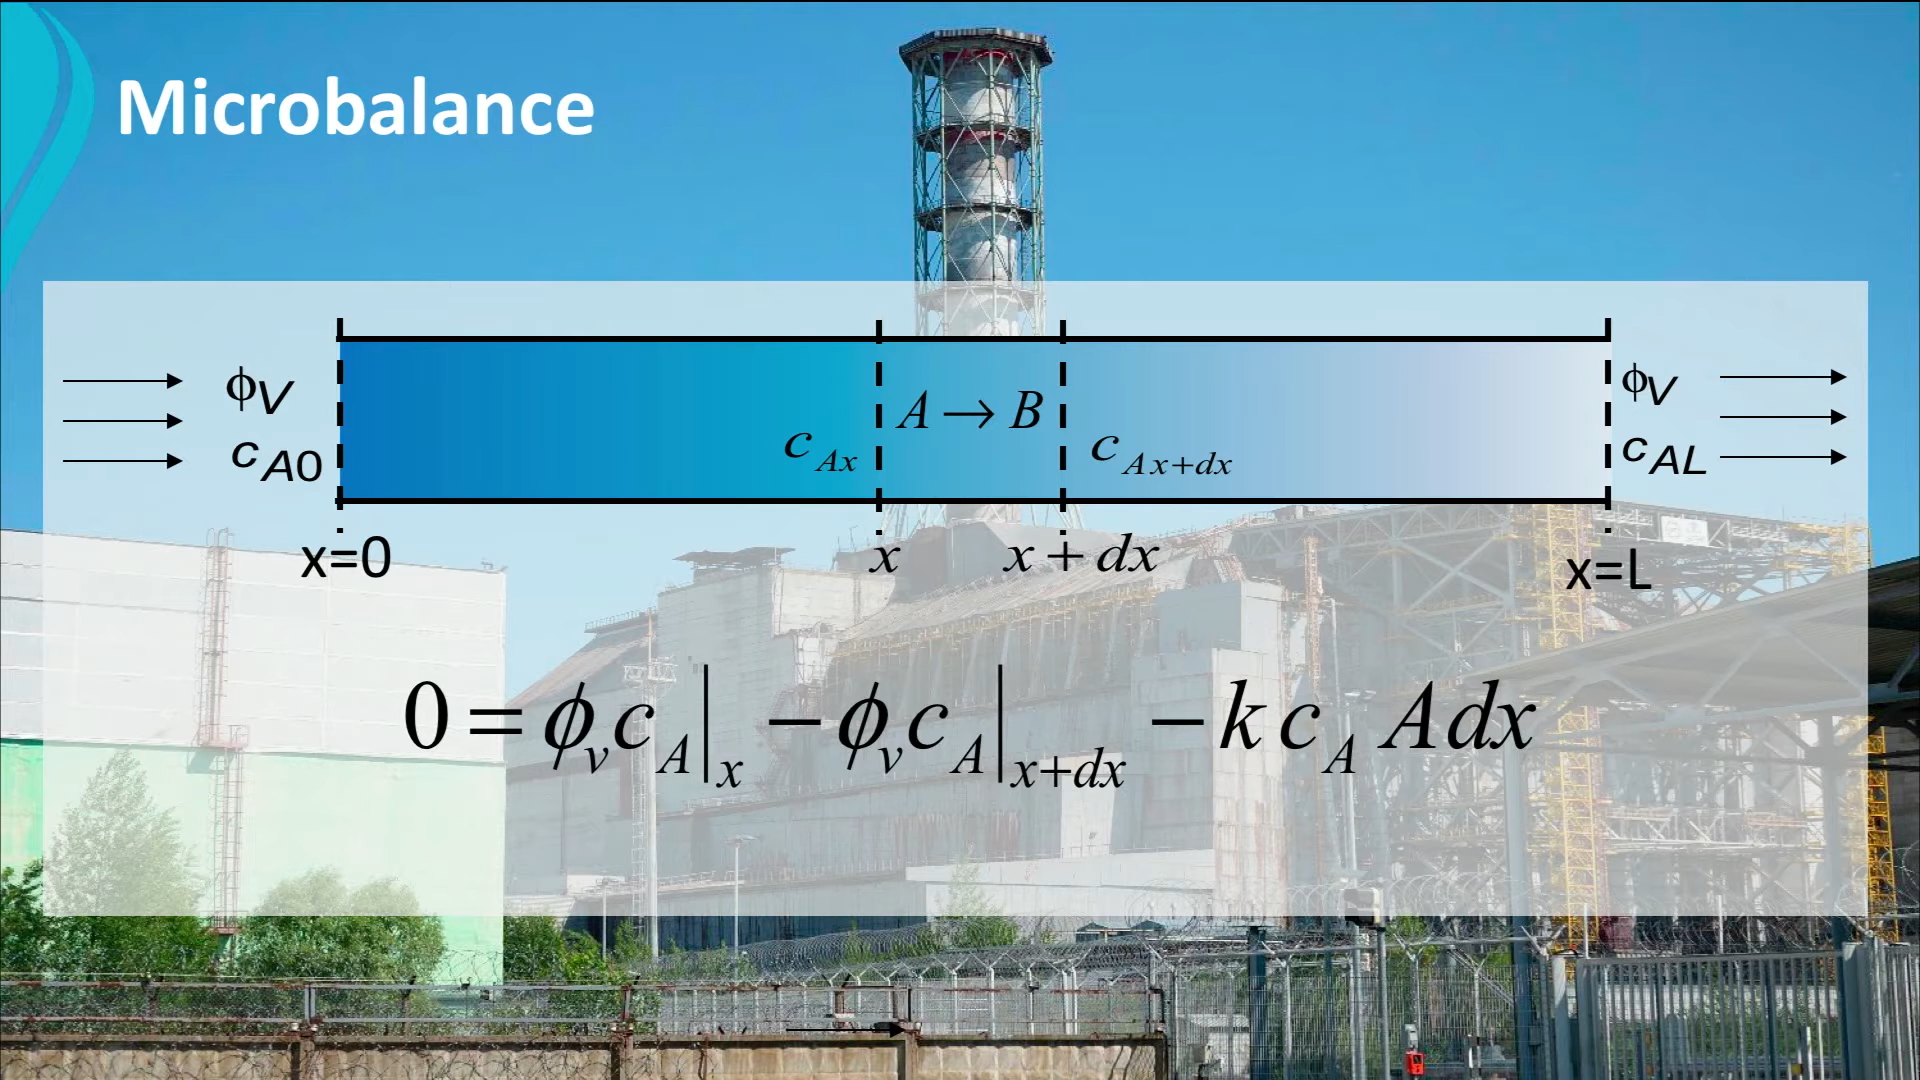 Microbalance
ϕV
cA0
cAx
A → B
cAx+dx
ϕV
cAL
x=0
x
x + dx
x=L
0 = ϕvcA|x − ϕvcA|x+dx − k cA Adx